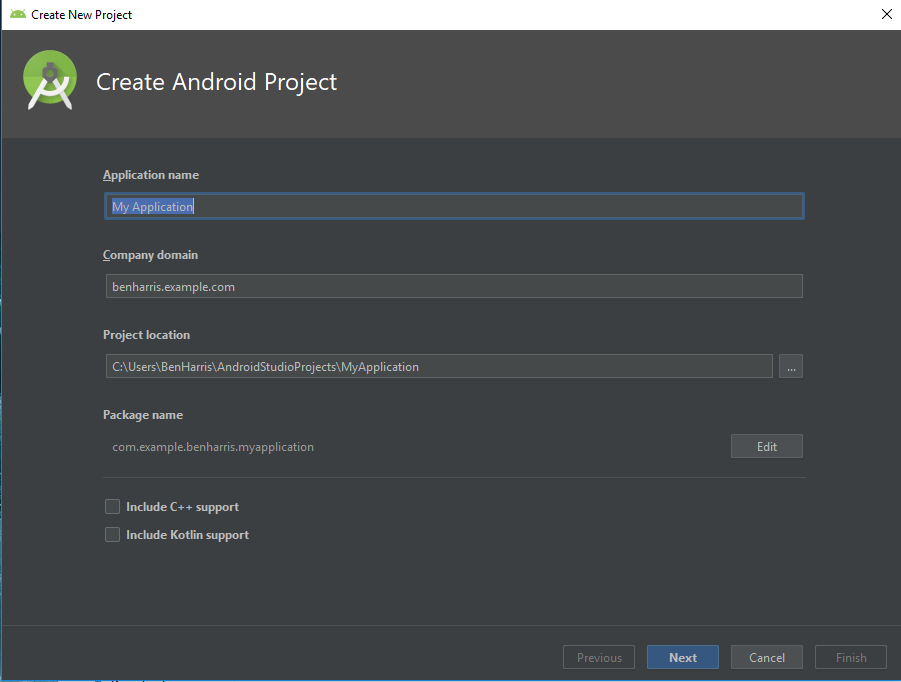 Create New Project
Create Android Project
Application name
My Application
Company domain
benharris.example.com
Project location
C:\Users\BenHarris\AndroidStudioProjects\MyApplication
...
Package name
com.example.benharris.myapplication
Edit
Include C++ support
Include Kotlin support
Previous
Next
Cancel
Finish